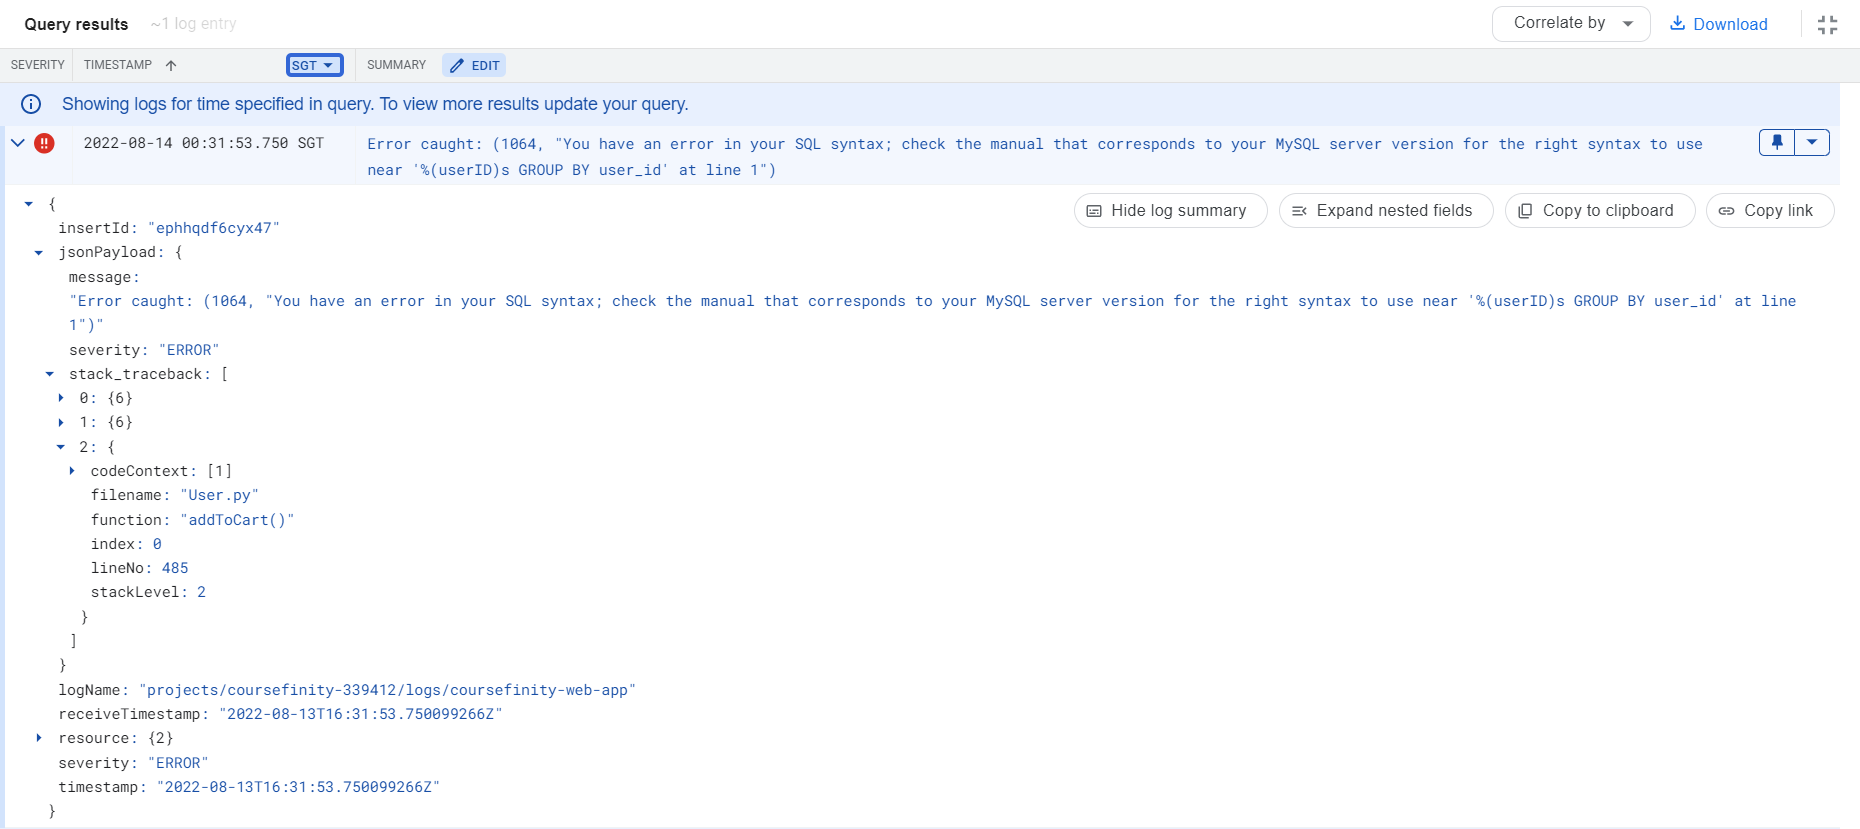 Query results ~1 log entry Correlate by Download
SEVERITY TIMESTAMP SGT SUMMARY EDIT
Showing logs for time specified in query. To view more results update your query.
2022-08-14 00:31:53.750 SGT Error caught: (1064, "You have an error in your SQL syntax; check the manual that corresponds to your MySQL server version for the right syntax to use
near '%(userID)s GROUP BY user_id' at line 1")
{
Hide log summary Expand nested fields Copy to clipboard Copy link
insertId: "ephhqdf6cyx47"
jsonPayload: {
message:
"Error caught: (1064, "You have an error in your SQL syntax; check the manual that corresponds to your MySQL server version for the right syntax to use near '%(userID)s GROUP BY user_id' at line
1")"
severity: "ERROR"
stack_traceback: [
0: {6}
1: {6}
2: {
codeContext: [1]
filename: "User.py"
function: "addToCart()"
index: 0
lineNo: 485
stackLevel: 2
}
]
}
logName: "projects/coursefinity-339412/logs/coursefinity-web-app"
receiveTimestamp: "2022-08-13T16:31:53.750099266Z"
resource: {2}
severity: "ERROR"
timestamp: "2022-08-13T16:31:53.750099266Z"
}